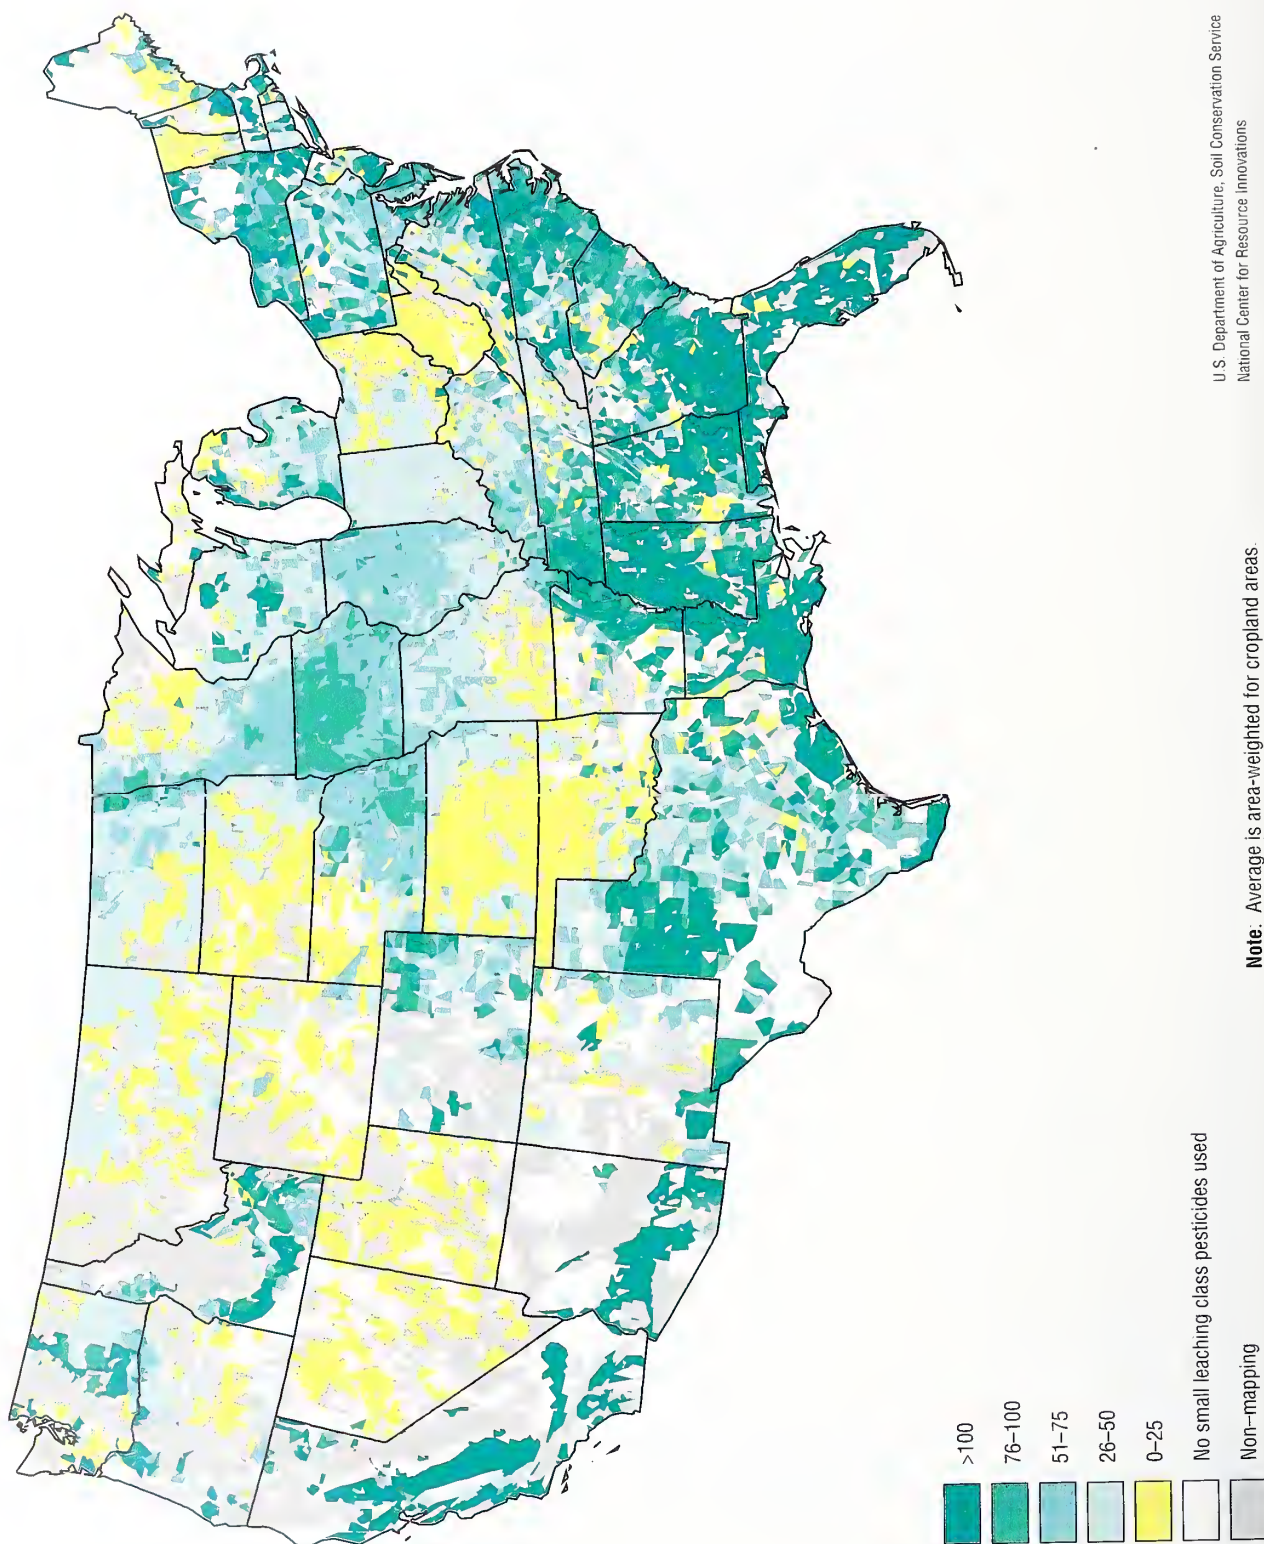 >100
76–100
51–75
26–50
0–25
No small leaching class pesticides used
Non–mapping
Note. Average is area-weighted for cropland areas.
U.S. Department of Agriculture, Soil Conservation Service
National Center for Resource Innovations